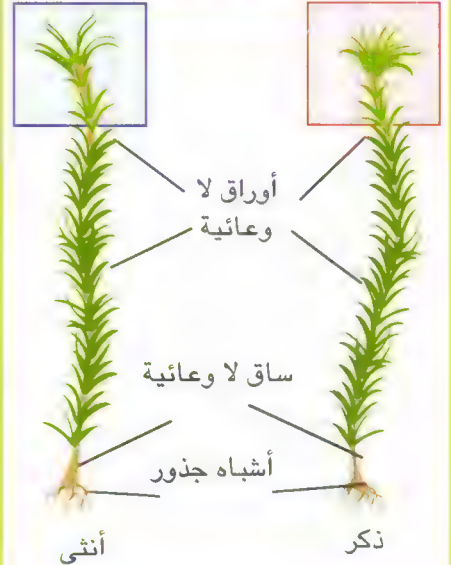 أوراق لا
وعائية
ساق لا وعائية
أشباه جذور
ذكر
أنثى